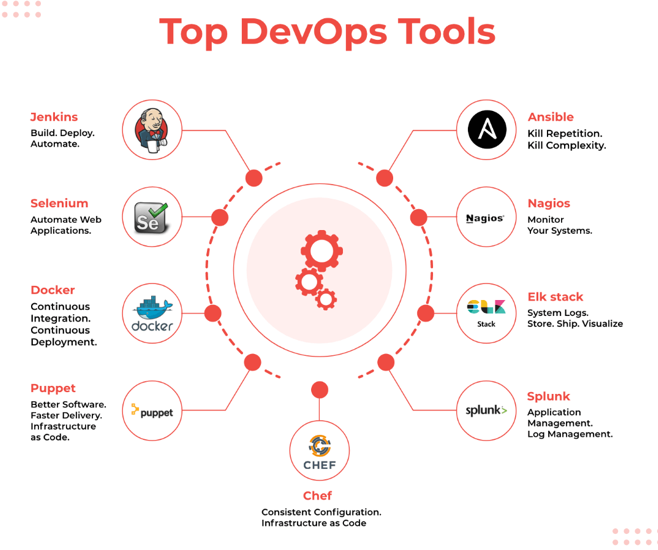 Top DevOps Tools
Jenkins
Build. Deploy.
Automate.
Selenium
Automate Web
Applications.
Se
Docker
Continuous
Integration.
Continuous
Deployment.
docker
Puppet
Better Software.
Faster Delivery.
Infrastructure
as Code.
puppet
CHEF
Chef
Consistent Configuration.
Infrastructure as Code
Ansible
Kill Repetition.
Kill Complexity.
A
Nagios
Nagios
Monitor
Your Systems.
ELK
Stack
Elk stack
System Logs.
Store. Ship. Visualize
splunk>
Splunk
Application
Management.
Log Management.